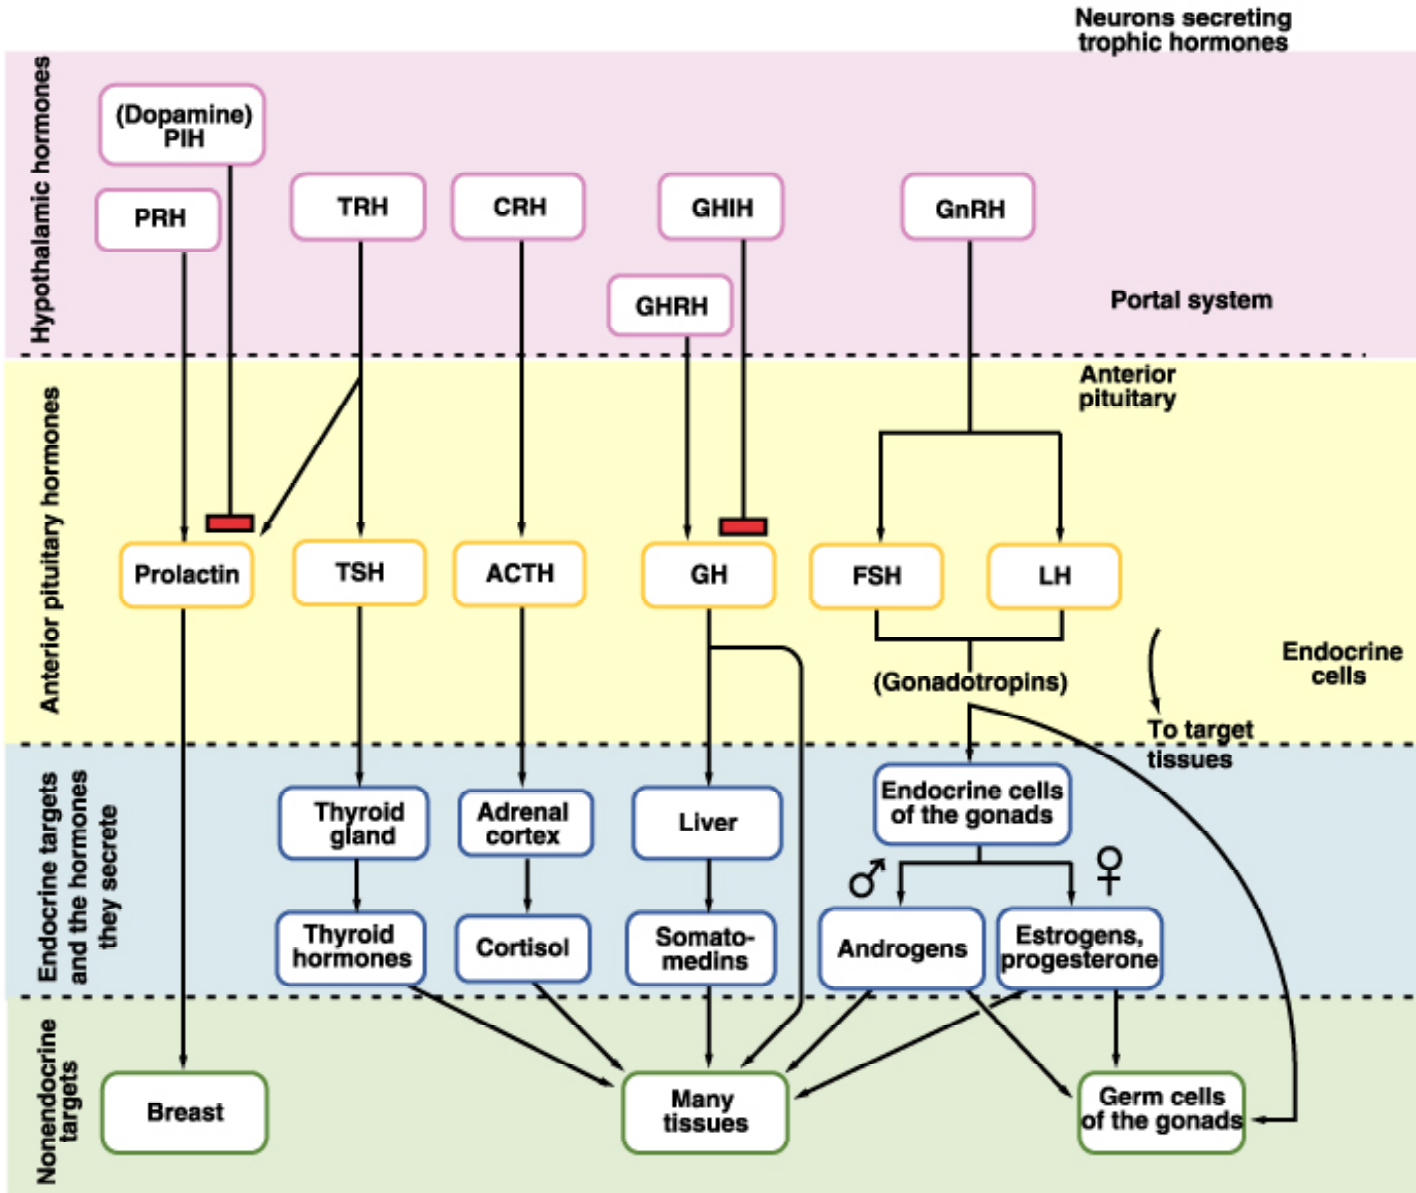 Neurons secreting
trophic hormones
Hypothalamic hormones
(Dopamine)
PIH
PRH
TRH
CRH
GHIH
GnRH
GHRH
Portal system
Anterior pituitary hormones
Anterior
pituitary
Prolactin
TSH
ACTH
GH
FSH
LH
(Gonadotropins)
Endocrine
cells
To target
tissues
Endocrine targets
and the hormones
they secrete
Thyroid
gland
Adrenal
cortex
Liver
Endocrine cells
of the gonads
♂
♀
Thyroid
hormones
Cortisol
Somato-
medins
Androgens
Estrogens,
progesterone
Nonendocrine
targets
Breast
Many
tissues
Germ cells
of the gonads